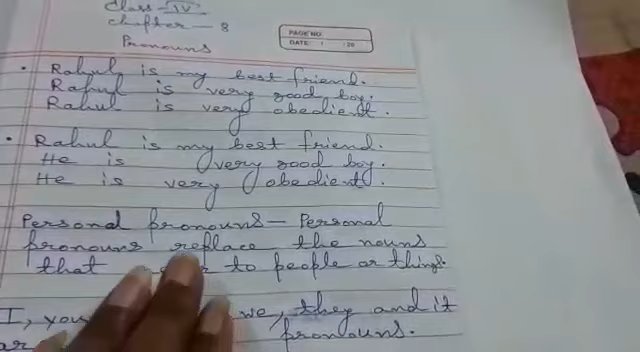 Class - IV
Chapter - 8
Pronouns
PAGE NO.
DATE: / /20
• Rahul is my best friend.
Rahul is very good boy.
Rahul is very obedient.
• Rahul is my best friend.
He is very good boy.
He is very obedient.
Personal pronouns - Personal
pronouns replace the nouns
that to people or things.
I, you we, they and it
pronouns.